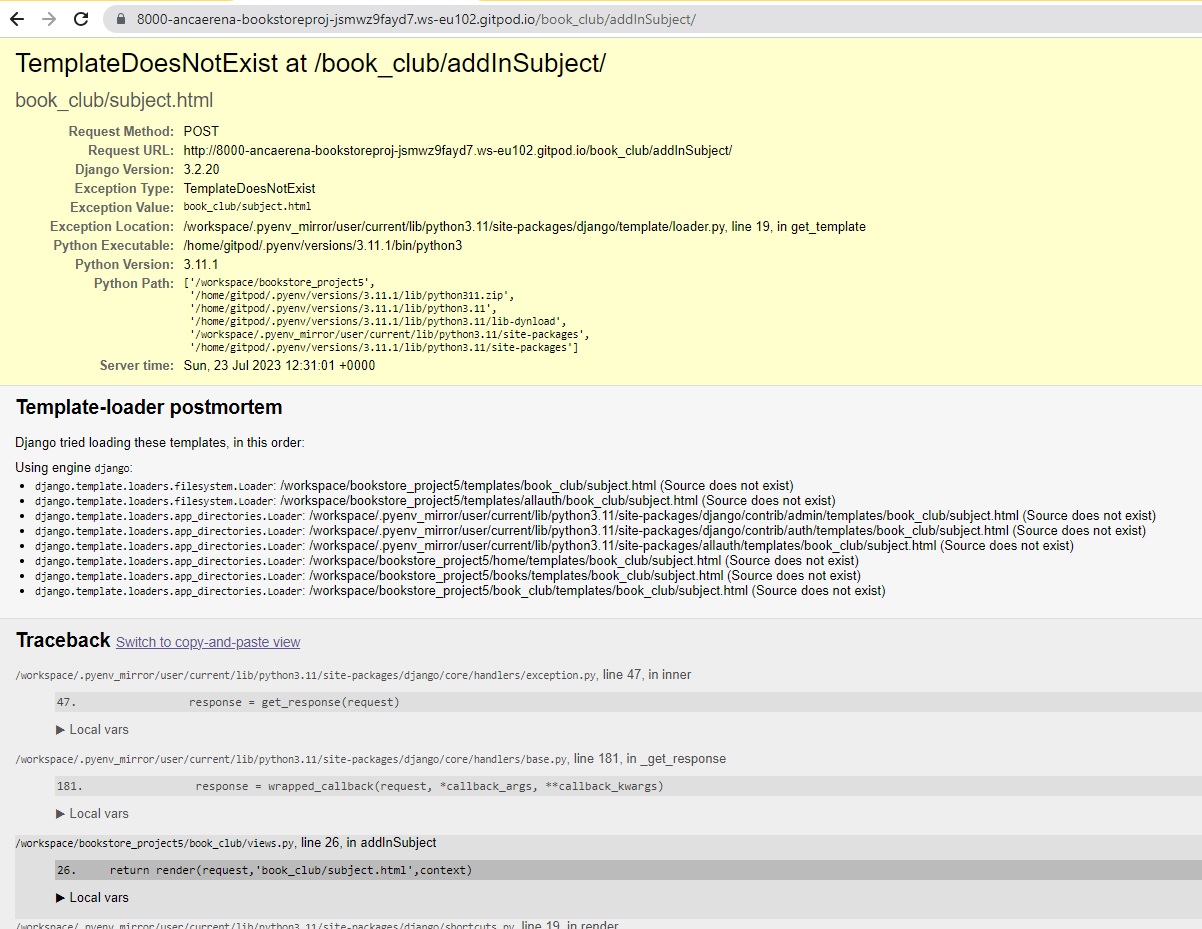 8000-ancaerena-bookstoreproj-jsmwz9fayd7.ws-eu102.gitpod.io/book_club/addInSubject/
TemplateDoesNotExist at /book_club/addInSubject/
book_club/subject.html
Request Method: POST
Request URL: http://8000-ancaerena-bookstoreproj-jsmwz9fayd7.ws-eu102.gitpod.io/book_club/addInSubject/
Django Version: 3.2.20
Exception Type: TemplateDoesNotExist
Exception Value: book_club/subject.html
Exception Location: /workspace/.pyenv_mirror/user/current/lib/python3.11/site-packages/django/template/loader.py, line 19, in get_template
Python Executable: /home/gitpod/.pyenv/versions/3.11.1/bin/python3
Python Version: 3.11.1
Python Path: ['/workspace/bookstore_project5',
'/home/gitpod/.pyenv/versions/3.11.1/lib/python311.zip',
'/home/gitpod/.pyenv/versions/3.11.1/lib/python3.11',
'/home/gitpod/.pyenv/versions/3.11.1/lib/python3.11/lib-dynload',
'/workspace/.pyenv_mirror/user/current/lib/python3.11/site-packages',
'/home/gitpod/.pyenv/versions/3.11.1/lib/python3.11/site-packages']
Server time: Sun, 23 Jul 2023 12:31:01 +0000
Template-loader postmortem
Django tried loading these templates, in this order:
Using engine django:
• django.template.loaders.filesystem.Loader: /workspace/bookstore_project5/templates/book_club/subject.html (Source does not exist)
• django.template.loaders.filesystem.Loader: /workspace/bookstore_project5/templates/allauth/book_club/subject.html (Source does not exist)
• django.template.loaders.app_directories.Loader: /workspace/.pyenv_mirror/user/current/lib/python3.11/site-packages/django/contrib/admin/templates/book_club/subject.html (Source does not exist)
• django.template.loaders.app_directories.Loader: /workspace/.pyenv_mirror/user/current/lib/python3.11/site-packages/django/contrib/auth/templates/book_club/subject.html (Source does not exist)
• django.template.loaders.app_directories.Loader: /workspace/.pyenv_mirror/user/current/lib/python3.11/site-packages/allauth/templates/book_club/subject.html (Source does not exist)
• django.template.loaders.app_directories.Loader: /workspace/bookstore_project5/home/templates/book_club/subject.html (Source does not exist)
• django.template.loaders.app_directories.Loader: /workspace/bookstore_project5/books/templates/book_club/subject.html (Source does not exist)
• django.template.loaders.app_directories.Loader: /workspace/bookstore_project5/book_club/templates/book_club/subject.html (Source does not exist)
Traceback Switch to copy-and-paste view
/workspace/.pyenv_mirror/user/current/lib/python3.11/site-packages/django/core/handlers/exception.py, line 47, in inner
47. response = get_response(request)
▶ Local vars
/workspace/.pyenv_mirror/user/current/lib/python3.11/site-packages/django/core/handlers/base.py, line 181, in _get_response
181. response = wrapped_callback(request, *callback_args, **callback_kwargs)
▶ Local vars
/workspace/bookstore_project5/book_club/views.py, line 26, in addInSubject
26. return render(request,'book_club/subject.html',context)
▶ Local vars
/workspace/.pyenv_mirror/user/current/lib/python3.11/site-packages/django/shortcuts.py, line 19, in render